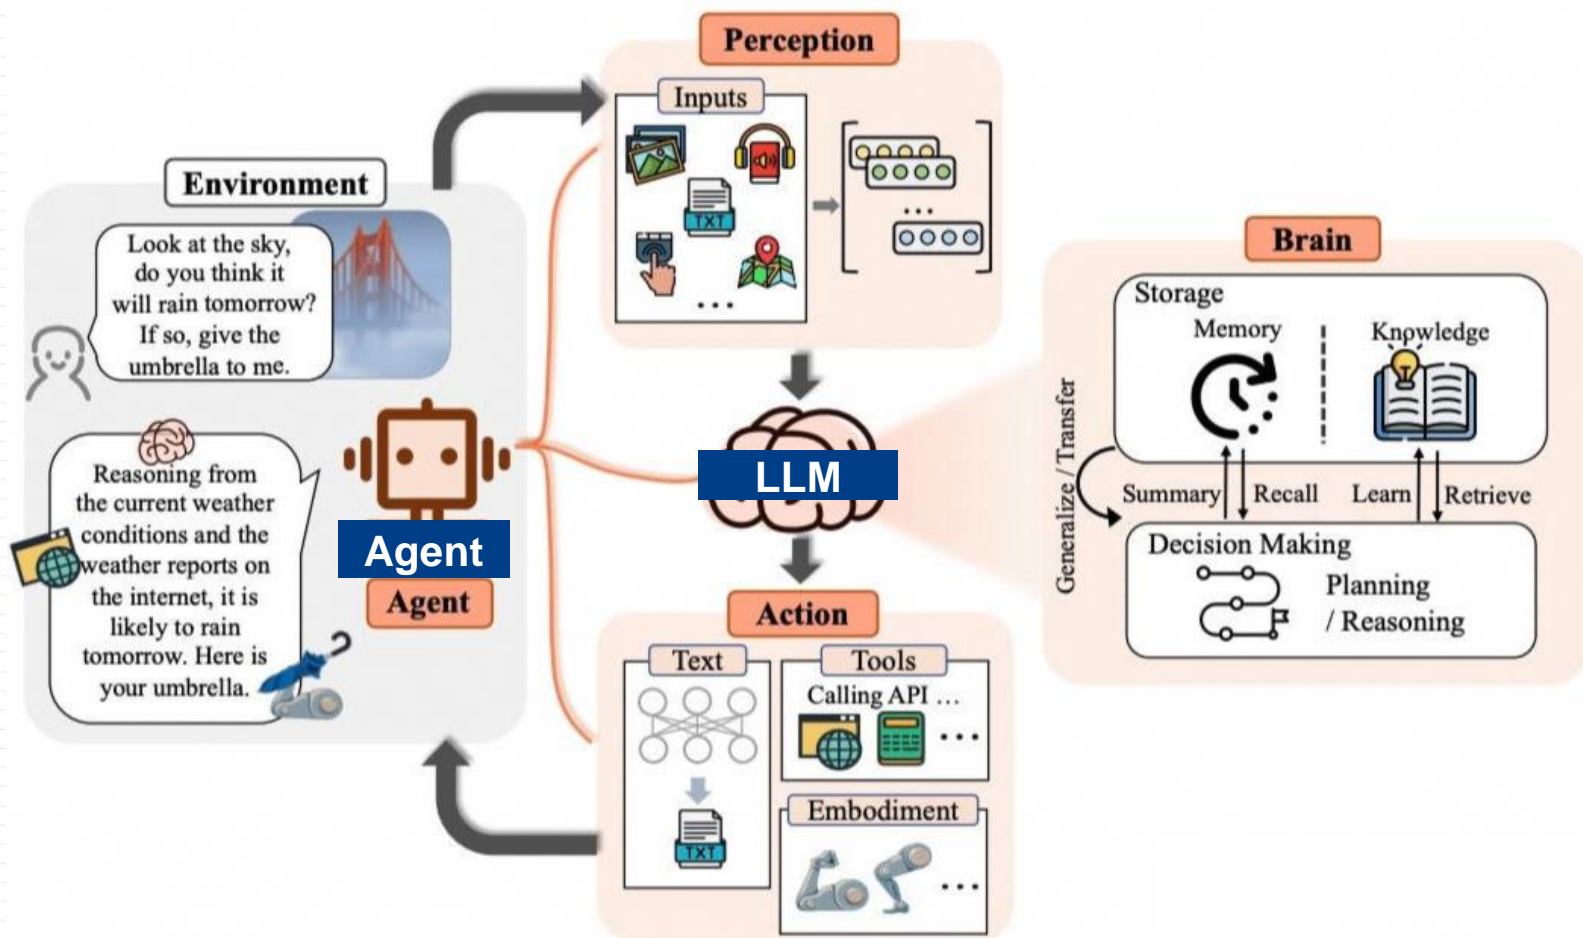 Perception
Inputs
TXT
...
Environment
Look at the sky,
do you think it
will rain tomorrow?
If so, give the
umbrella to me.
Reasoning from
the current weather
conditions and the
weather reports on
the internet, it is
likely to rain
tomorrow. Here is
your umbrella.
Agent
Agent
LLM
Brain
Storage
Memory
Knowledge
Generalize / Transfer
Summary
Recall
Learn
Retrieve
Decision Making
Planning
/ Reasoning
Action
Text
TXT
Tools
Calling API ...
Embodiment